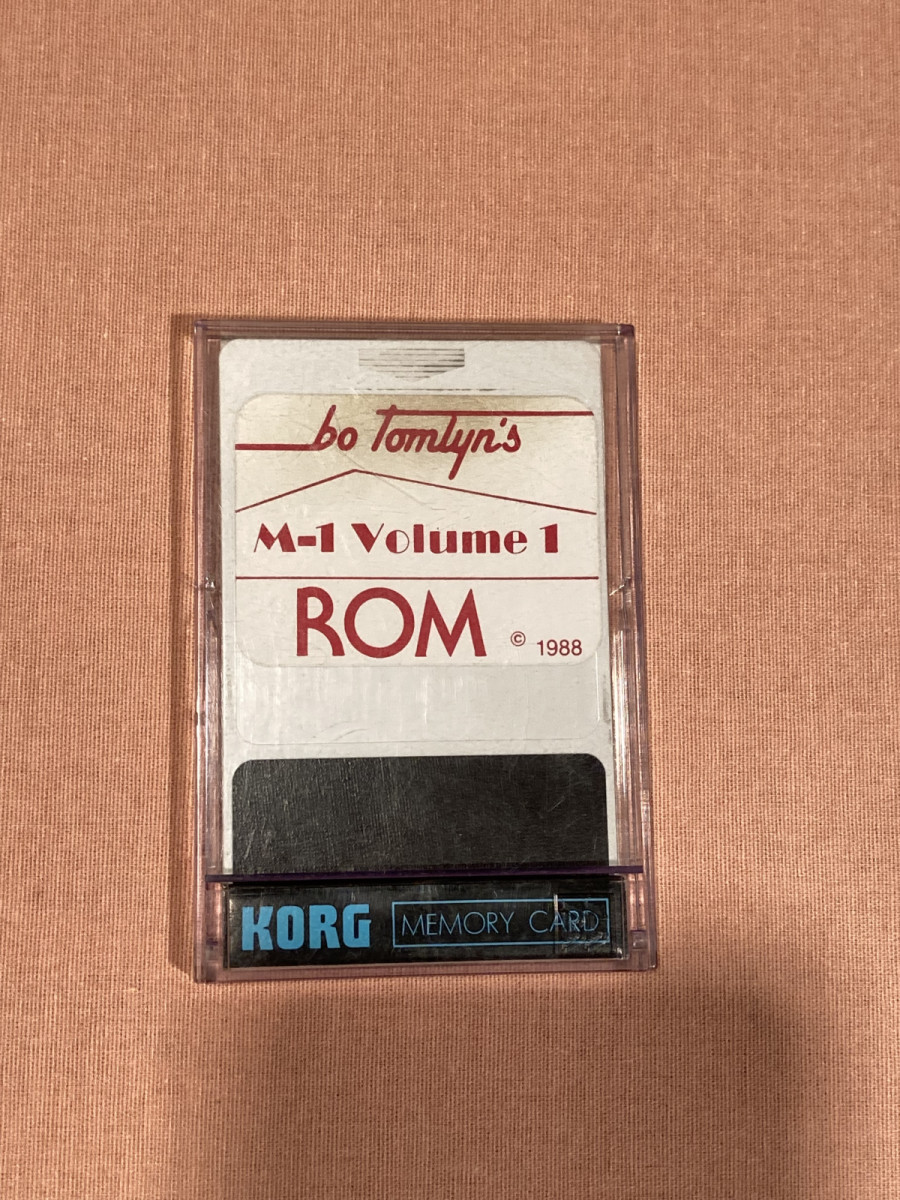 bo Tomlyn's
M-1 Volume 1
ROM © 1988
KORG MEMORY CARD